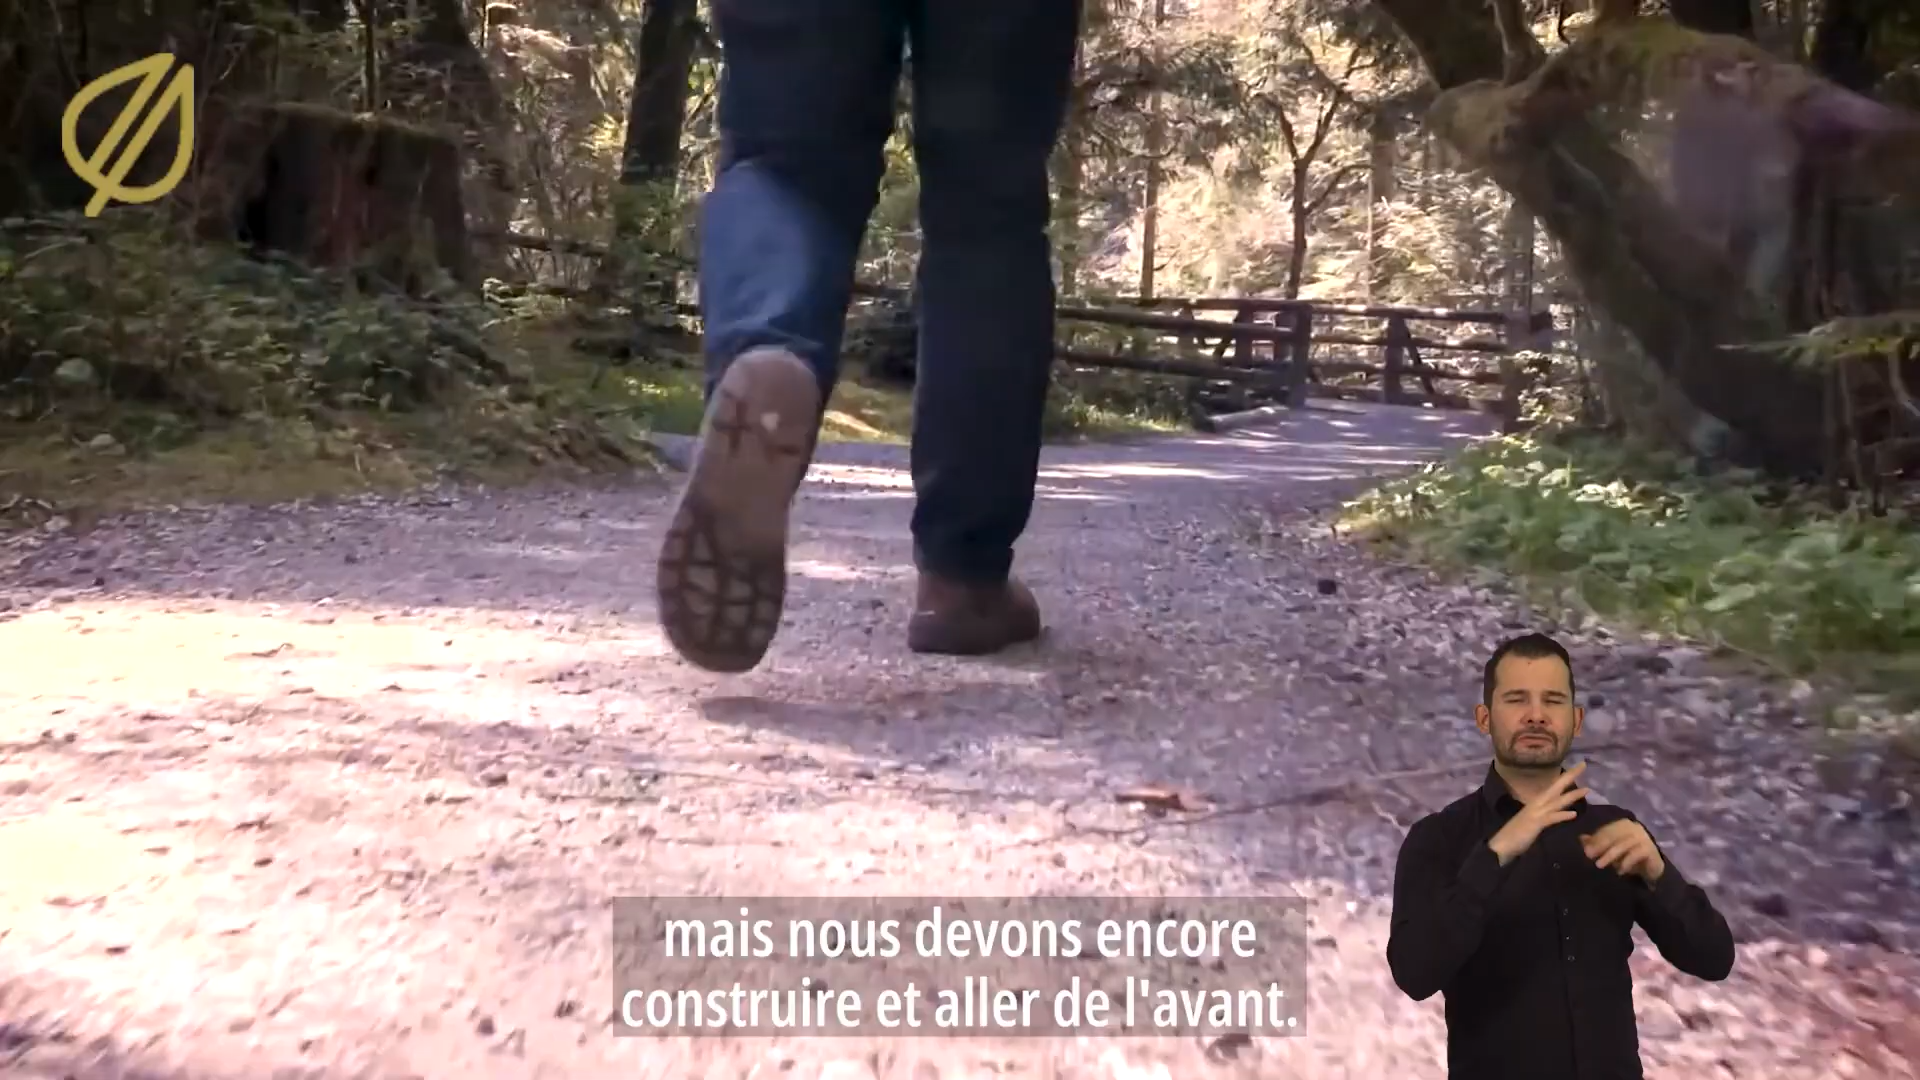 mais nous devons encore
construire et aller de l'avant.